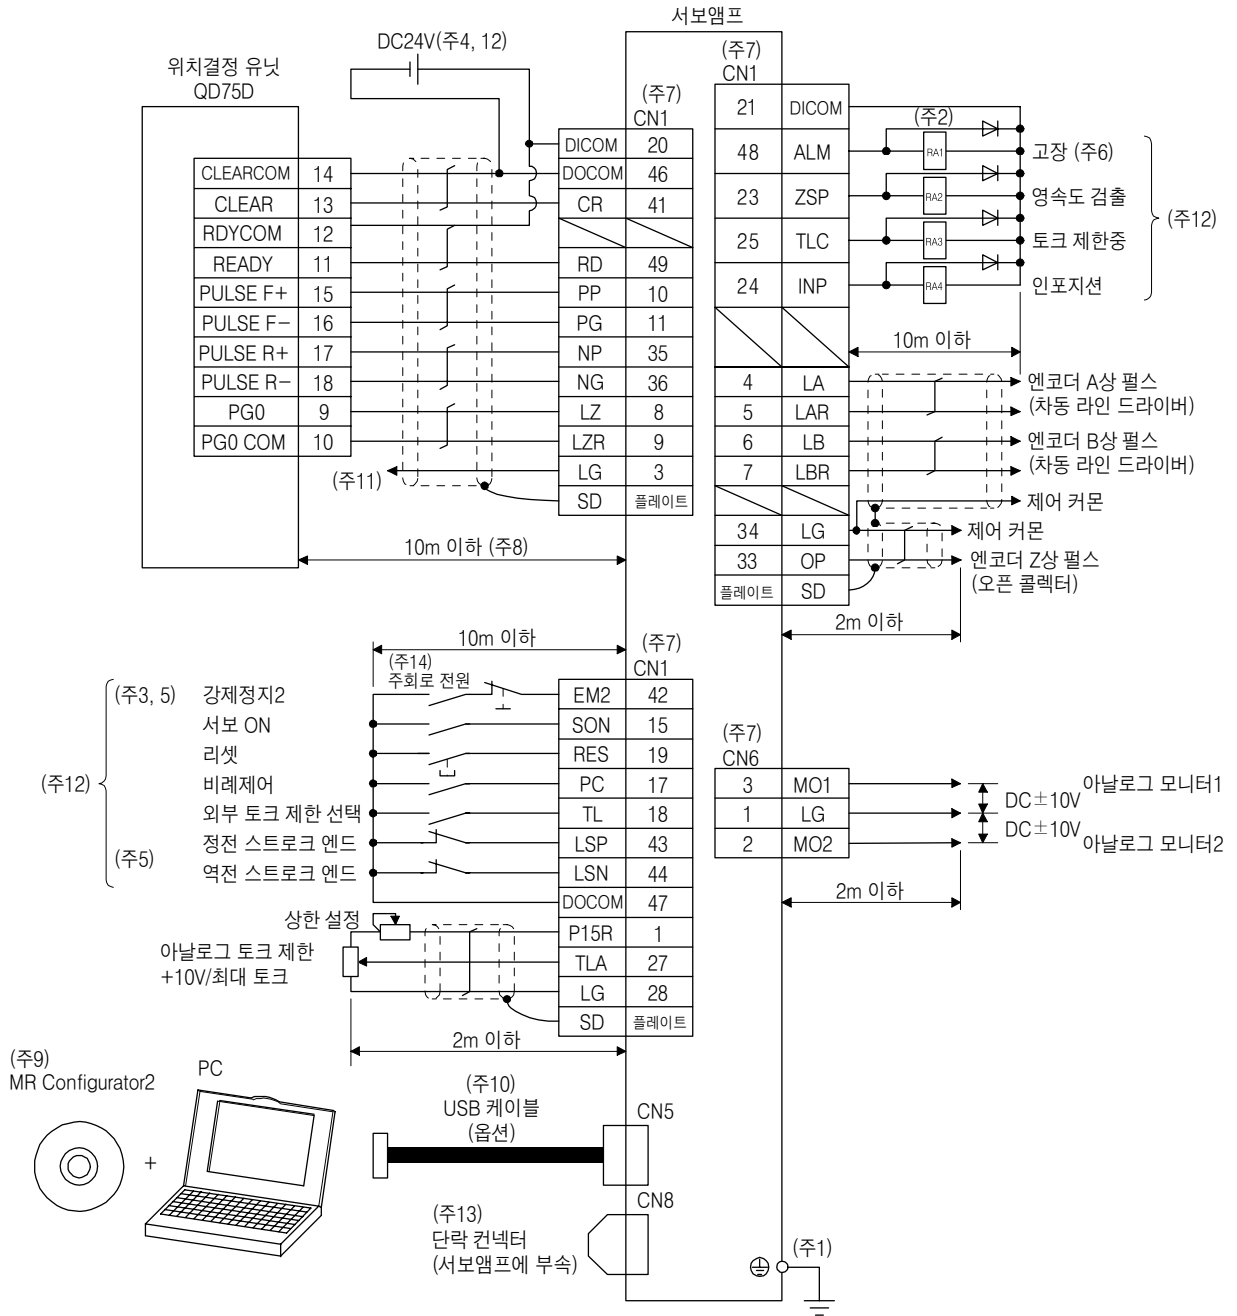 서보앰프
DC24V(주4, 12)
위치결정 유닛
QD75D
(주7)
CN1
DICOM 20
CLEARCOM 14 DOCOM 46
CLEAR 13 CR 41
RDYCOM 12
READY 11 RD 49
PULSE F+ 15 PP 10
PULSE F− 16 PG 11
PULSE R+ 17 NP 35
PULSE R− 18 NG 36
PG0 9 LZ 8
PG0 COM 10 LZR 9
(주11) LG 3
SD 플레이트
10m 이하 (주8)
(주7)
CN1
21 DICOM
(주2)
48 ALM RA1 고장 (주6)
23 ZSP RA2 영속도 검출
(주12)
25 TLC RA3 토크 제한중
24 INP RA4 인포지션
10m 이하
4 LA 엔코더 A상 펄스
5 LAR (차동 라인 드라이버)
6 LB 엔코더 B상 펄스
7 LBR (차동 라인 드라이버)
제어 커몬
34 LG 제어 커몬
33 OP 엔코더 Z상 펄스
(오픈 콜렉터)
플레이트 SD
2m 이하
10m 이하
(주7)
CN1
(주14)
주회로 전원
(주3, 5) 강제정지2 EM2 42
서보 ON SON 15
리셋 RES 19
(주12) 비례제어 PC 17
외부 토크 제한 선택 TL 18
정전 스트로크 엔드 LSP 43
(주5)
역전 스트로크 엔드 LSN 44
DOCOM 47
상한 설정 P15R 1
아날로그 토크 제한
+10V/최대 토크
TLA 27
LG 28
SD 플레이트
2m 이하
(주7)
CN6
3 MO1 아날로그 모니터1
DC±10V
1 LG
DC±10V
2 MO2 아날로그 모니터2
2m 이하
(주9)
MR Configurator2
PC
+
(주10)
USB 케이블
(옵션)
CN5
CN8
(주13)
단락 컨넥터
(서보앰프에 부속)
(주1)